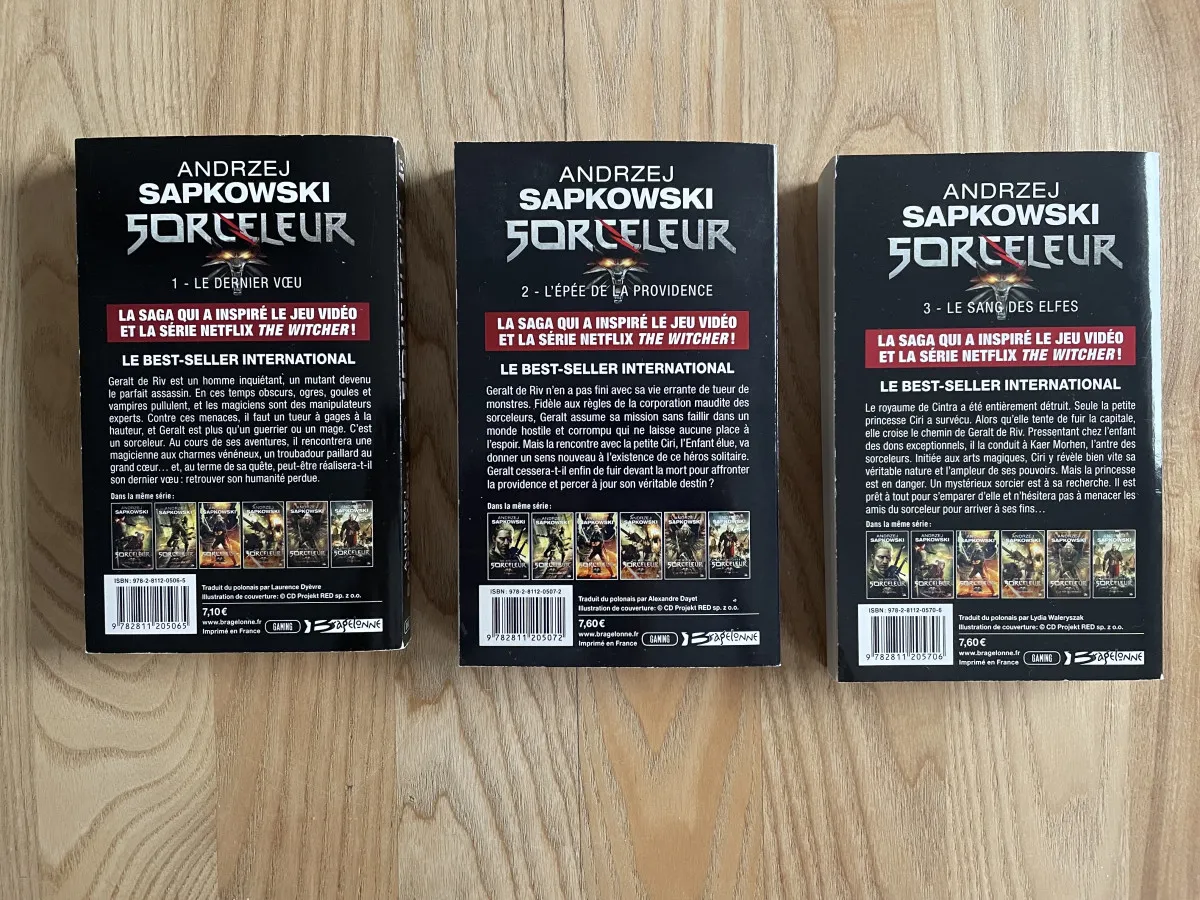 ANDRZEJ
SAPKOWSKI
SORCELEUR
1 - LE DERNIER VŒU
LA SAGA QUI A INSPIRÉ LE JEU VIDÉO
ET LA SÉRIE NETFLIX THE WITCHER !
LE BEST-SELLER INTERNATIONAL
Geralt de Riv est un homme inquiétant, un mutant devenu
le parfait assassin. En ces temps obscurs, ogres, goules et
vampires pullulent, et les magiciens sont des manipulateurs
experts. Contre ces menaces, il faut un tueur à gages à la
hauteur, et Geralt est plus qu'un guerrier ou un mage. C'est
un sorceleur. Au cours de ses aventures, il rencontrera une
magicienne aux charmes vénéneux, un troubadour paillard au
grand cœur… et, au terme de sa quête, peut-être réalisera-t-il
son dernier vœu : retrouver son humanité perdue.
Dans la même série :
ANDRZEJ
SAPKOWSKI
SORCELEUR
ISBN: 978-2-8112-0506-5
9 782811 205065
Traduit du polonais par Laurence Dyèvre
Illustration de couverture : © CD Projekt RED sp. z o.o.
7,10 €
www.bragelonne.fr
Imprimé en France
GAMING
Bragelonne
ANDRZEJ
SAPKOWSKI
SORCELEUR
2 - L'ÉPÉE DE LA PROVIDENCE
LA SAGA QUI A INSPIRÉ LE JEU VIDÉO
ET LA SÉRIE NETFLIX THE WITCHER !
LE BEST-SELLER INTERNATIONAL
Geralt de Riv n'en a pas fini avec sa vie errante de tueur de
monstres. Fidèle aux règles de la corporation maudite des
sorceleurs, Geralt assume sa mission sans faillir dans un
monde hostile et corrompu qui ne laisse aucune place à
l'espoir. Mais la rencontre avec la petite Ciri, l'Enfant élue, va
donner un sens nouveau à l'existence de ce héros solitaire.
Geralt cessera-t-il enfin de fuir devant la mort pour affronter
la providence et percer à jour son véritable destin ?
Dans la même série :
ANDRZEJ
SAPKOWSKI
SORCELEUR
ISBN: 978-2-8112-0507-2
9 782811 205072
Traduit du polonais par Alexandre Dayet
Illustration de couverture : © CD Projekt RED sp. z o.o.
7,60 €
www.bragelonne.fr
Imprimé en France
GAMING
Bragelonne
ANDRZEJ
SAPKOWSKI
SORCELEUR
3 - LE SANG DES ELFES
LA SAGA QUI A INSPIRÉ LE JEU VIDÉO
ET LA SÉRIE NETFLIX THE WITCHER !
LE BEST-SELLER INTERNATIONAL
Le royaume de Cintra a été entièrement détruit. Seule la petite
princesse Ciri a survécu. Alors qu'elle tente de fuir la capitale,
elle croise le chemin de Geralt de Riv. Pressentant chez l'enfant
des dons exceptionnels, il la conduit à Kaer Morhen, l'antre des
sorceleurs. Initiée aux arts magiques, Ciri y révèle bien vite sa
véritable nature et l'ampleur de ses pouvoirs. Mais la princesse
est en danger. Un mystérieux sorcier est à sa recherche. Il est
prêt à tout pour s'emparer d'elle et n'hésitera pas à menacer les
amis du sorceleur pour arriver à ses fins…
Dans la même série :
ANDRZEJ
SAPKOWSKI
SORCELEUR
ISBN: 978-2-8112-0570-6
9 782811 205706
Traduit du polonais par Lydia Waleryszak
Illustration de couverture : © CD Projekt RED sp. z o.o.
7,60 €
www.bragelonne.fr
Imprimé en France
GAMING
Bragelonne